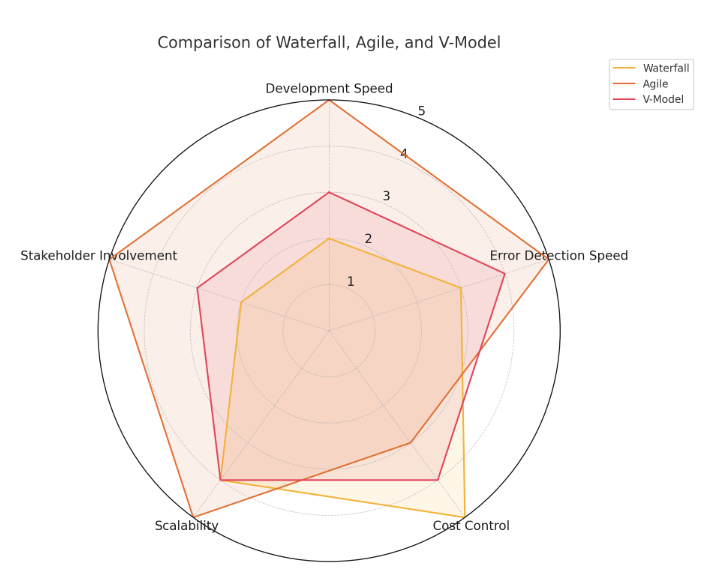 Comparison of Waterfall, Agile, and V-Model
Waterfall
Agile
V-Model
Development Speed
5
4
3
2
1
Stakeholder Involvement
Error Detection Speed
Scalability
Cost Control